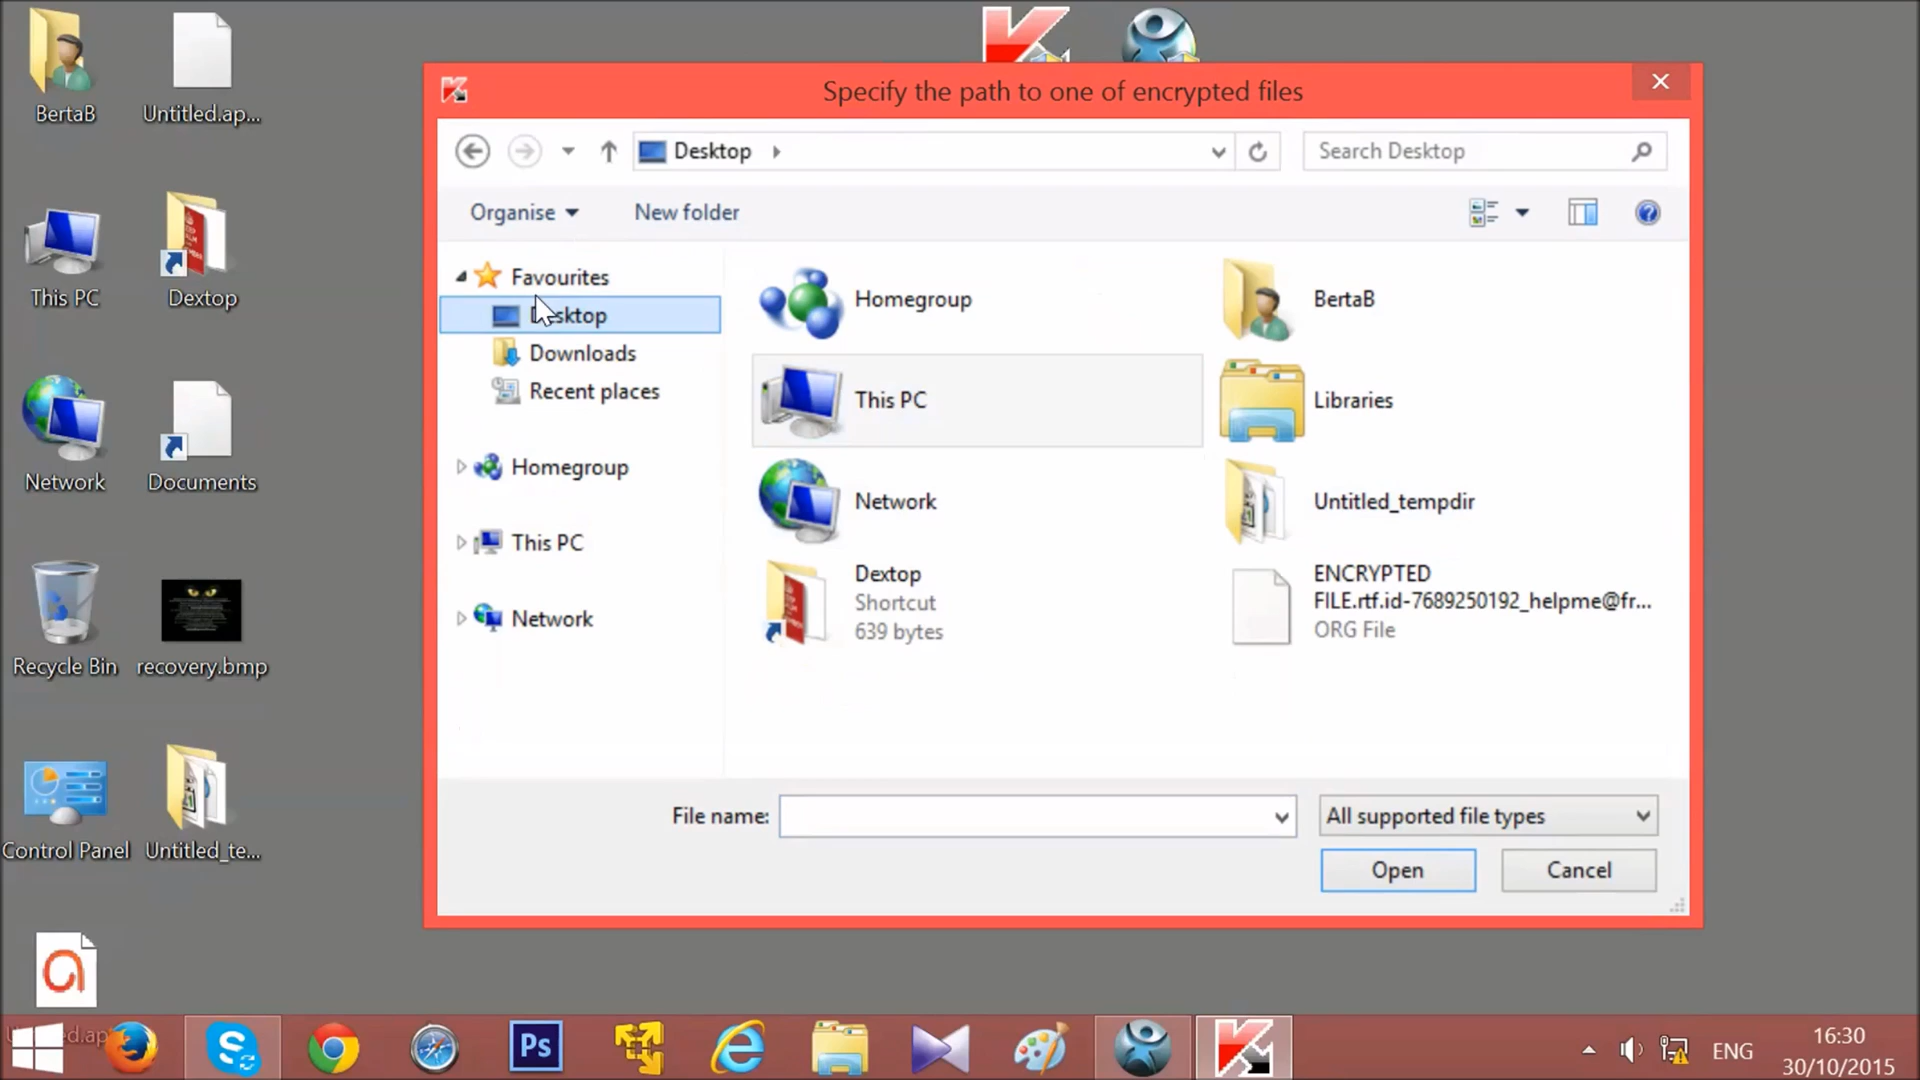 BertaB
Untitled.ap...
This PC
Dextop
Network
Documents
Recycle Bin
recovery.bmp
Control Panel
Untitled_te...
Specify the path to one of encrypted files
Desktop
Search Desktop
Organise
New folder
Favourites
Desktop
Downloads
Recent places
Homegroup
This PC
Network
Homegroup
BertaB
This PC
Libraries
Network
Untitled_tempdir
Dextop
Shortcut
639 bytes
ENCRYPTED
FILE.rtf.id-7689250192_helpme@fr...
ORG File
File name:
All supported file types
Open
Cancel
Ps
ENG
16:30
30/10/2015